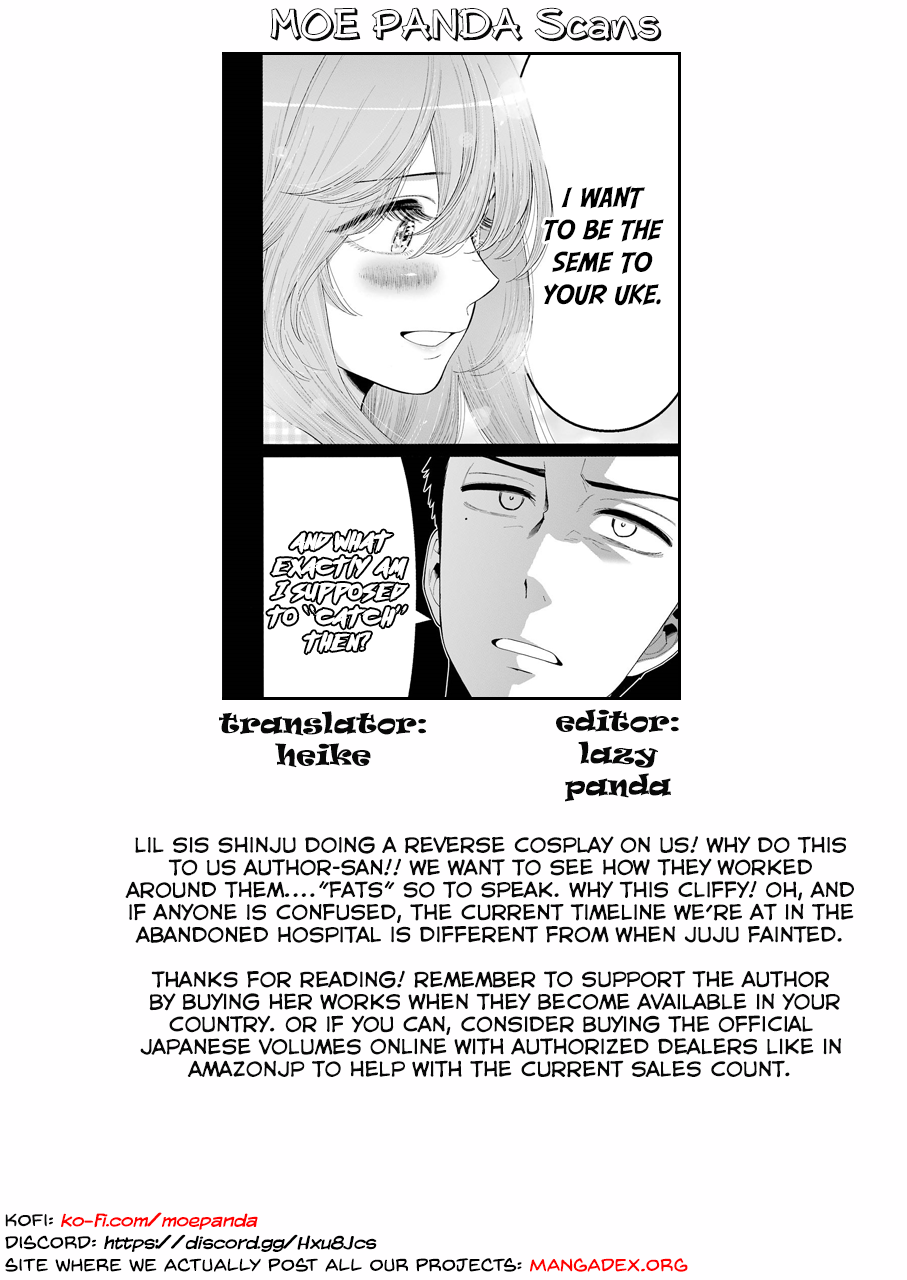 MOE PANDA Scans
I WANT
TO BE THE
SEME TO
YOUR UKE.
AND WHAT
EXACTLY AM
I SUPPOSED
TO "CATCH"
THEN?
translator:
heike
editor:
lazy
panda
LIL SIS SHINJU DOING A REVERSE COSPLAY ON US! WHY DO THIS
TO US AUTHOR-SAN!! WE WANT TO SEE HOW THEY WORKED
AROUND THEM...."FATS" SO TO SPEAK. WHY THIS CLIFFY! OH, AND
IF ANYONE IS CONFUSED, THE CURRENT TIMELINE WE'RE AT IN THE
ABANDONED HOSPITAL IS DIFFERENT FROM WHEN JUJU FAINTED.
THANKS FOR READING! REMEMBER TO SUPPORT THE AUTHOR
BY BUYING HER WORKS WHEN THEY BECOME AVAILABLE IN YOUR
COUNTRY. OR IF YOU CAN, CONSIDER BUYING THE OFFICIAL
JAPANESE VOLUMES ONLINE WITH AUTHORIZED DEALERS LIKE IN
AMAZONJP TO HELP WITH THE CURRENT SALES COUNT.
KOFI: ko-fi.com/moepanda
DISCORD: https://discord.gg/Hxu8Jcs
SITE WHERE WE ACTUALLY POST ALL OUR PROJECTS: MANGADEX.ORG